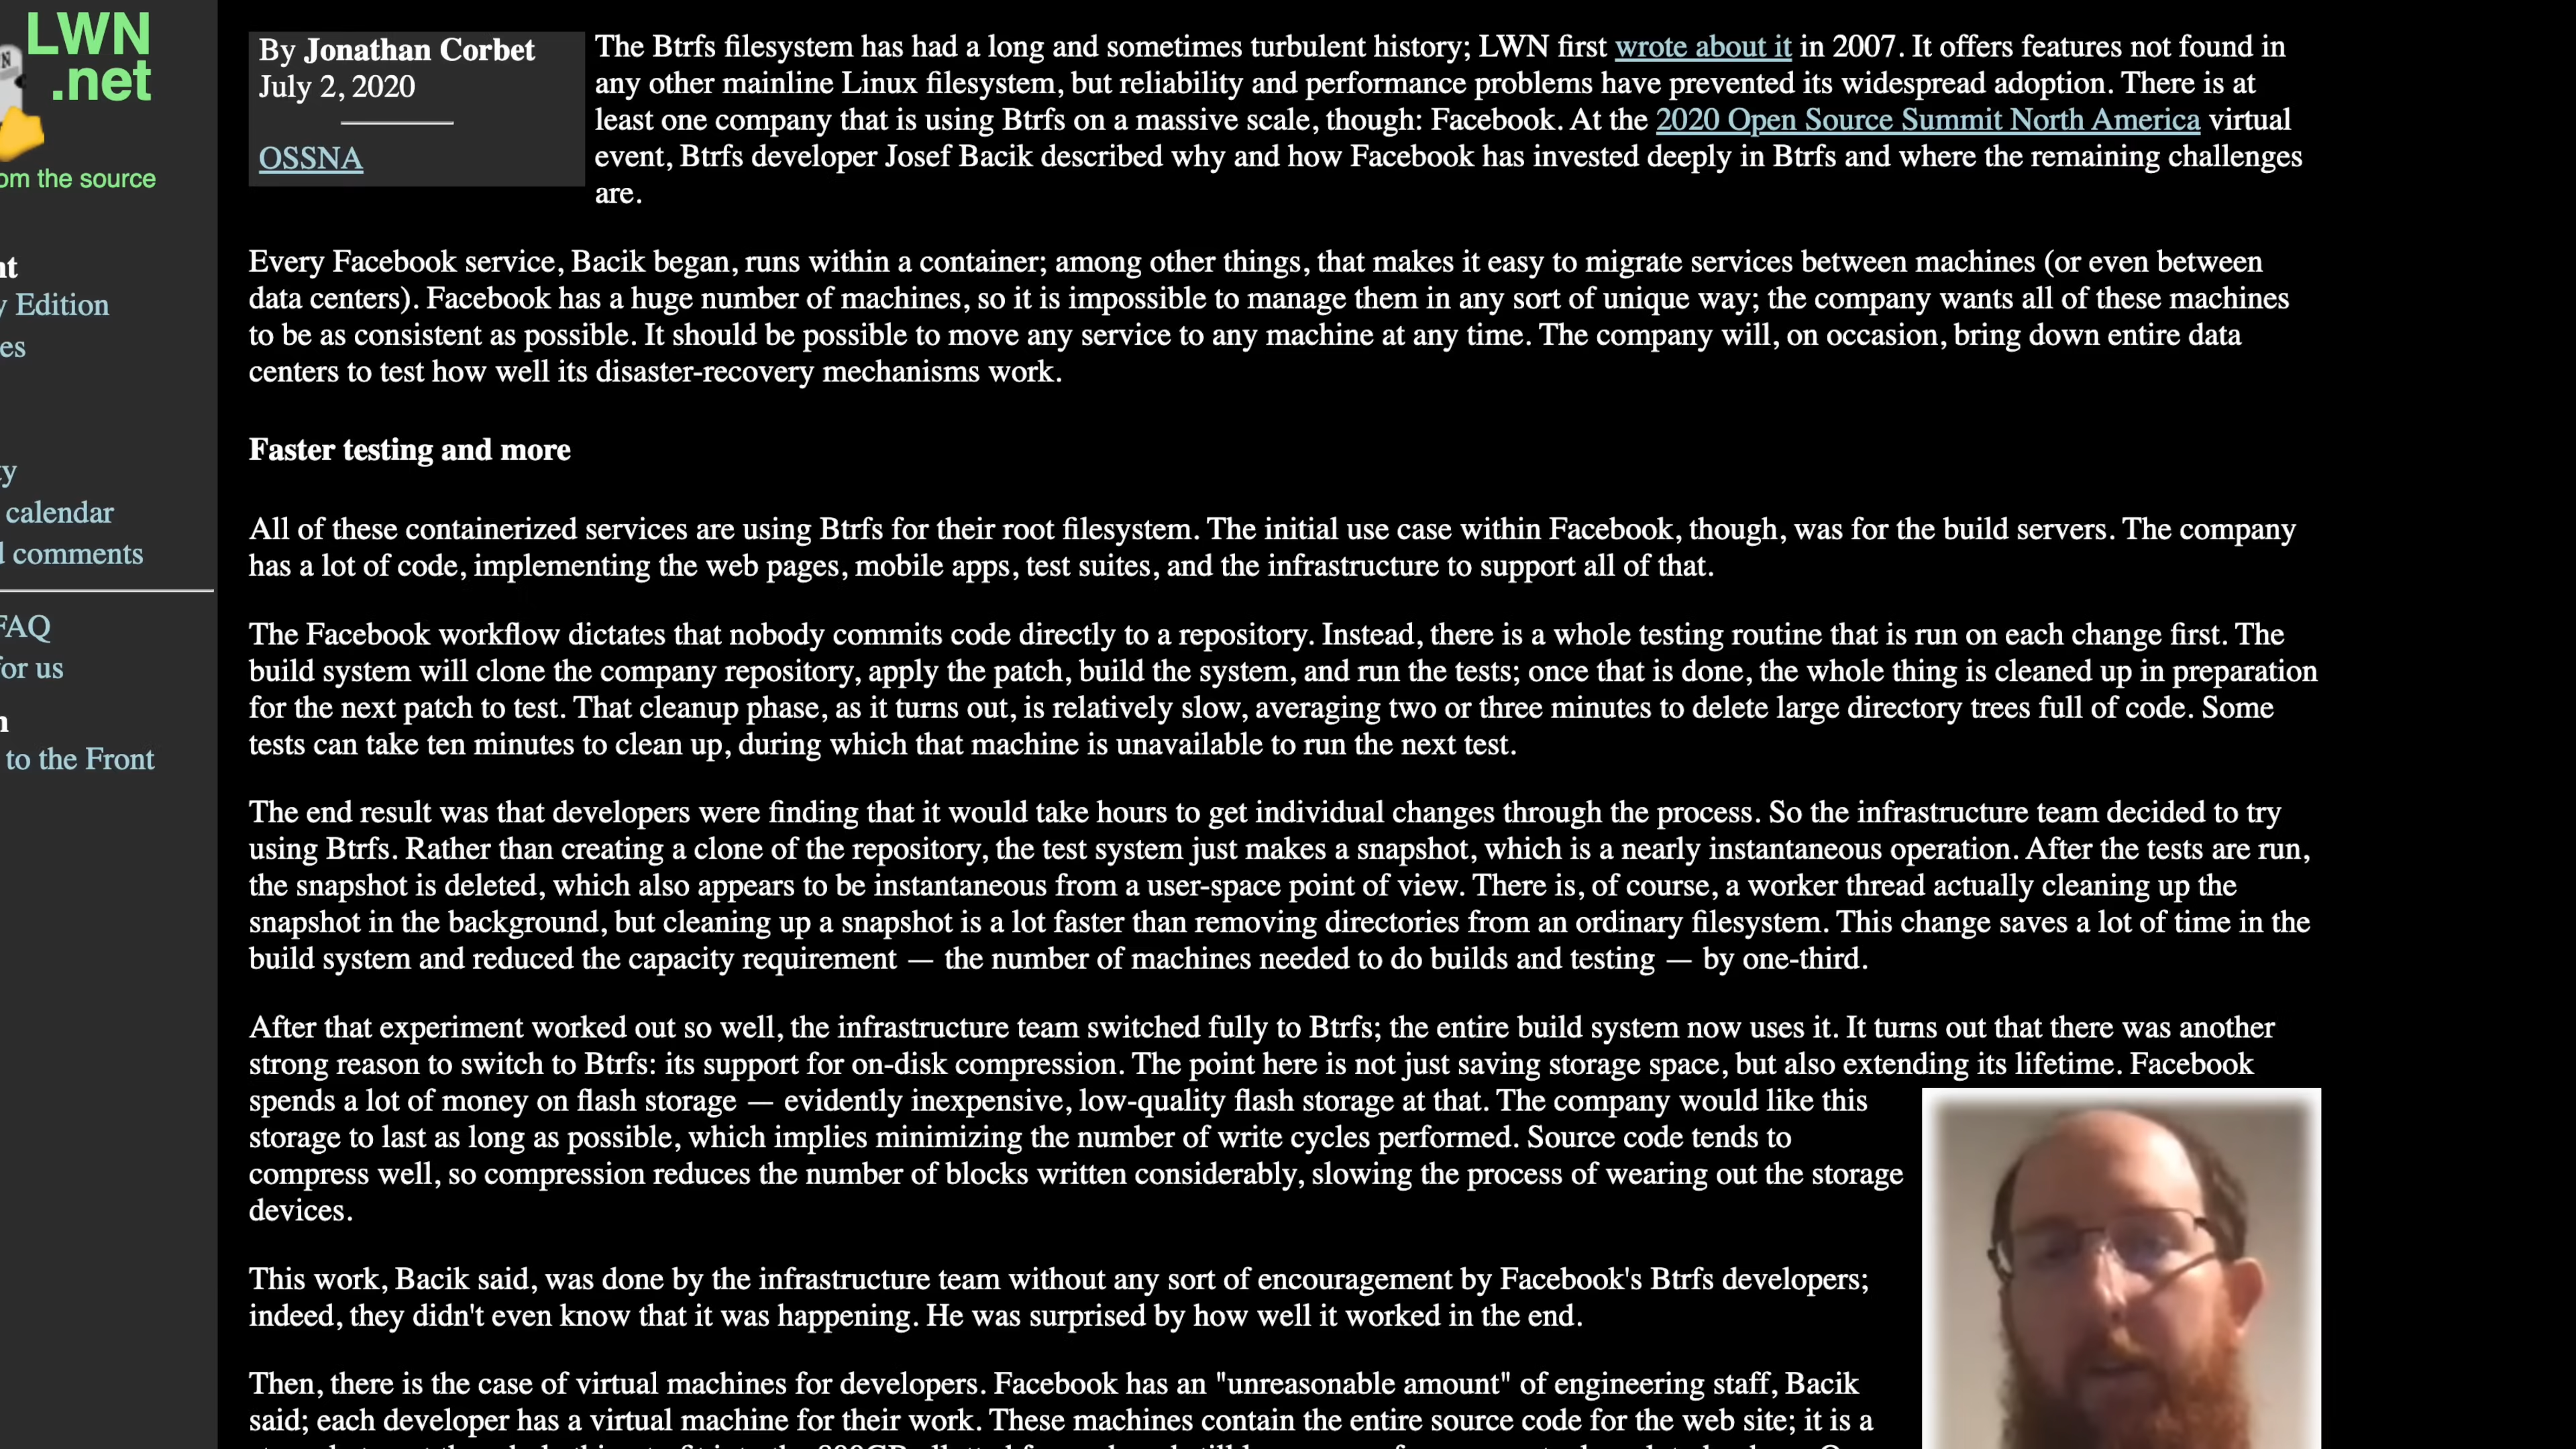 LWN
.net
om the source
nt
y Edition
es
ty
calendar
d comments
FAQ
for us
n
to the Front
By Jonathan Corbet
July 2, 2020
OSSNA
The Btrfs filesystem has had a long and sometimes turbulent history; LWN first wrote about it in 2007. It offers features not found in
any other mainline Linux filesystem, but reliability and performance problems have prevented its widespread adoption. There is at
least one company that is using Btrfs on a massive scale, though: Facebook. At the 2020 Open Source Summit North America virtual
event, Btrfs developer Josef Bacik described why and how Facebook has invested deeply in Btrfs and where the remaining challenges
are.
Every Facebook service, Bacik began, runs within a container; among other things, that makes it easy to migrate services between machines (or even between
data centers). Facebook has a huge number of machines, so it is impossible to manage them in any sort of unique way; the company wants all of these machines
to be as consistent as possible. It should be possible to move any service to any machine at any time. The company will, on occasion, bring down entire data
centers to test how well its disaster-recovery mechanisms work.
Faster testing and more
All of these containerized services are using Btrfs for their root filesystem. The initial use case within Facebook, though, was for the build servers. The company
has a lot of code, implementing the web pages, mobile apps, test suites, and the infrastructure to support all of that.
The Facebook workflow dictates that nobody commits code directly to a repository. Instead, there is a whole testing routine that is run on each change first. The
build system will clone the company repository, apply the patch, build the system, and run the tests; once that is done, the whole thing is cleaned up in preparation
for the next patch to test. That cleanup phase, as it turns out, is relatively slow, averaging two or three minutes to delete large directory trees full of code. Some
tests can take ten minutes to clean up, during which that machine is unavailable to run the next test.
The end result was that developers were finding that it would take hours to get individual changes through the process. So the infrastructure team decided to try
using Btrfs. Rather than creating a clone of the repository, the test system just makes a snapshot, which is a nearly instantaneous operation. After the tests are run,
the snapshot is deleted, which also appears to be instantaneous from a user-space point of view. There is, of course, a worker thread actually cleaning up the
snapshot in the background, but cleaning up a snapshot is a lot faster than removing directories from an ordinary filesystem. This change saves a lot of time in the
build system and reduced the capacity requirement — the number of machines needed to do builds and testing — by one-third.
After that experiment worked out so well, the infrastructure team switched fully to Btrfs; the entire build system now uses it. It turns out that there was another
strong reason to switch to Btrfs: its support for on-disk compression. The point here is not just saving storage space, but also extending its lifetime. Facebook
spends a lot of money on flash storage — evidently inexpensive, low-quality flash storage at that. The company would like this
storage to last as long as possible, which implies minimizing the number of write cycles performed. Source code tends to
compress well, so compression reduces the number of blocks written considerably, slowing the process of wearing out the storage
devices.
This work, Bacik said, was done by the infrastructure team without any sort of encouragement by Facebook's Btrfs developers;
indeed, they didn't even know that it was happening. He was surprised by how well it worked in the end.
Then, there is the case of virtual machines for developers. Facebook has an "unreasonable amount" of engineering staff, Bacik
said; each developer has a virtual machine for their work. These machines contain the entire source code for the web site; it is a